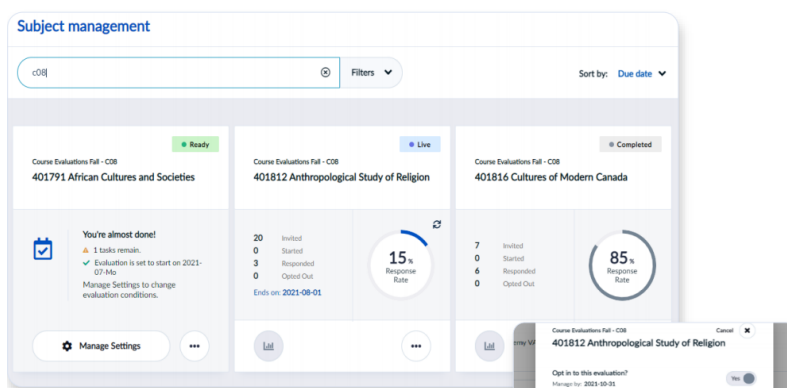 Subject management
c08
Filters
Sort by: Due date
Ready
Course Evaluations Fall - C08
401791 African Cultures and Societies
You're almost done!
1 tasks remain.
Evaluation is set to start on 2021-
07-Mo
Manage Settings to change
evaluation conditions.
Manage Settings
Live
Course Evaluations Fall - C08
401812 Anthropological Study of Religion
20 Invited
0 Started
3 Responded
0 Opted Out
Ends on: 2021-08-01
15%
Response
Rate
Completed
Course Evaluations Fall - C08
401816 Cultures of Modern Canada
7 Invited
0 Started
6 Responded
0 Opted Out
85%
Response
Rate
Course Evaluations Fall - C08
Cancel
401812 Anthropological Study of Religion
Opt in to this evaluation?
Manage by: 2021-10-31
Yes